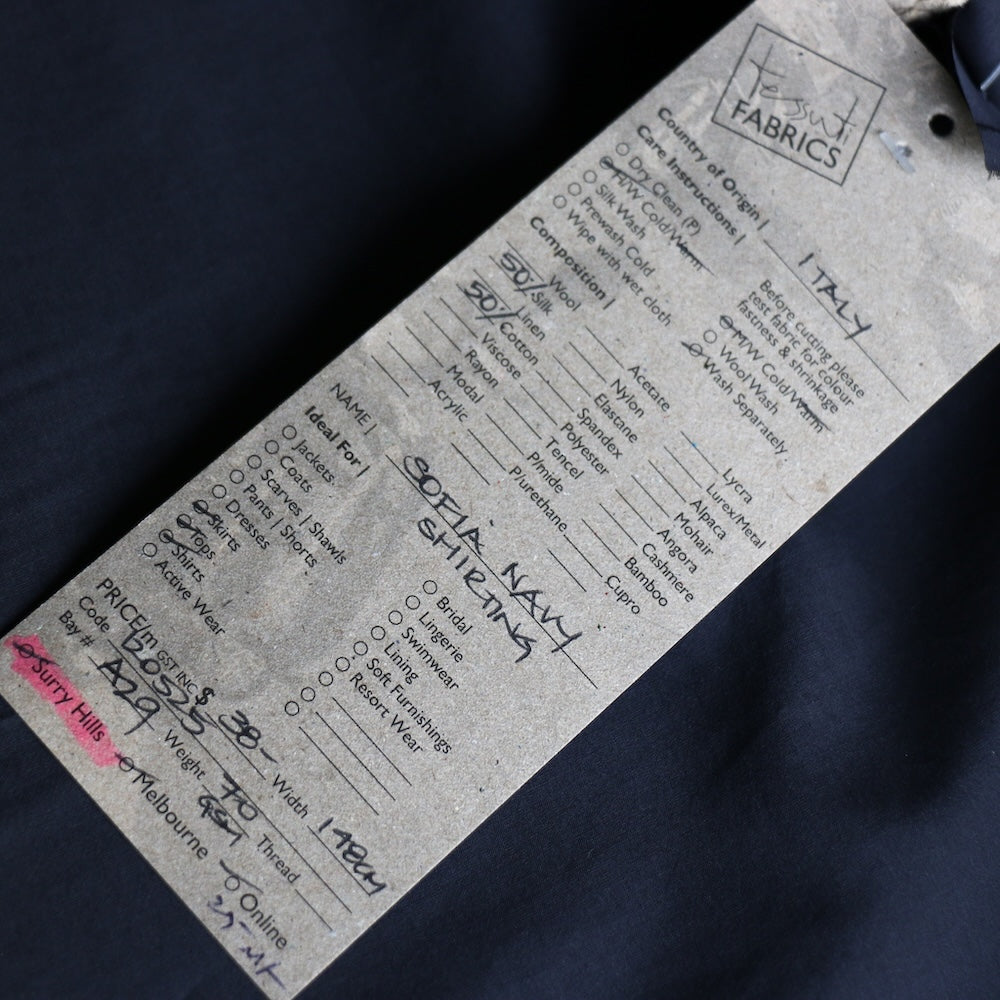 tessuti
FABRICS
Country of Origin | ITALY
Care Instructions |
Before cutting please
test fabric for colour
fastness & shrinkage
Dry Clean (P)
M/W Cold/Warm
Silk Wash
Prewash Cold
Wipe with wet cloth
M/W Cold/Warm
Wool Wash
Wash Separately
Composition |
Wool
50% Silk
Linen
50% Cotton
Viscose
Rayon
Modal
Acrylic
Acetate
Nylon
Elastane
Spandex
Polyester
Tencel
P/mide
P/urethane
Lycra
Lurex/Metal
Alpaca
Mohair
Angora
Cashmere
Bamboo
Cupro
NAME | SOFIA NAVY
SHIRTING
Ideal For |
Jackets
Coats
Scarves | Shawls
Pants | Shorts
Dresses
Skirts
Tops
Shirts
Active Wear
Bridal
Lingerie
Swimwear
Lining
Soft Furnishings
Resort Wear
PRICE/m GST INC $ 38- Width 148CM
Code b0525 Weight 70 GSM Thread
Bay # A29
Surry Hills Melbourne Online